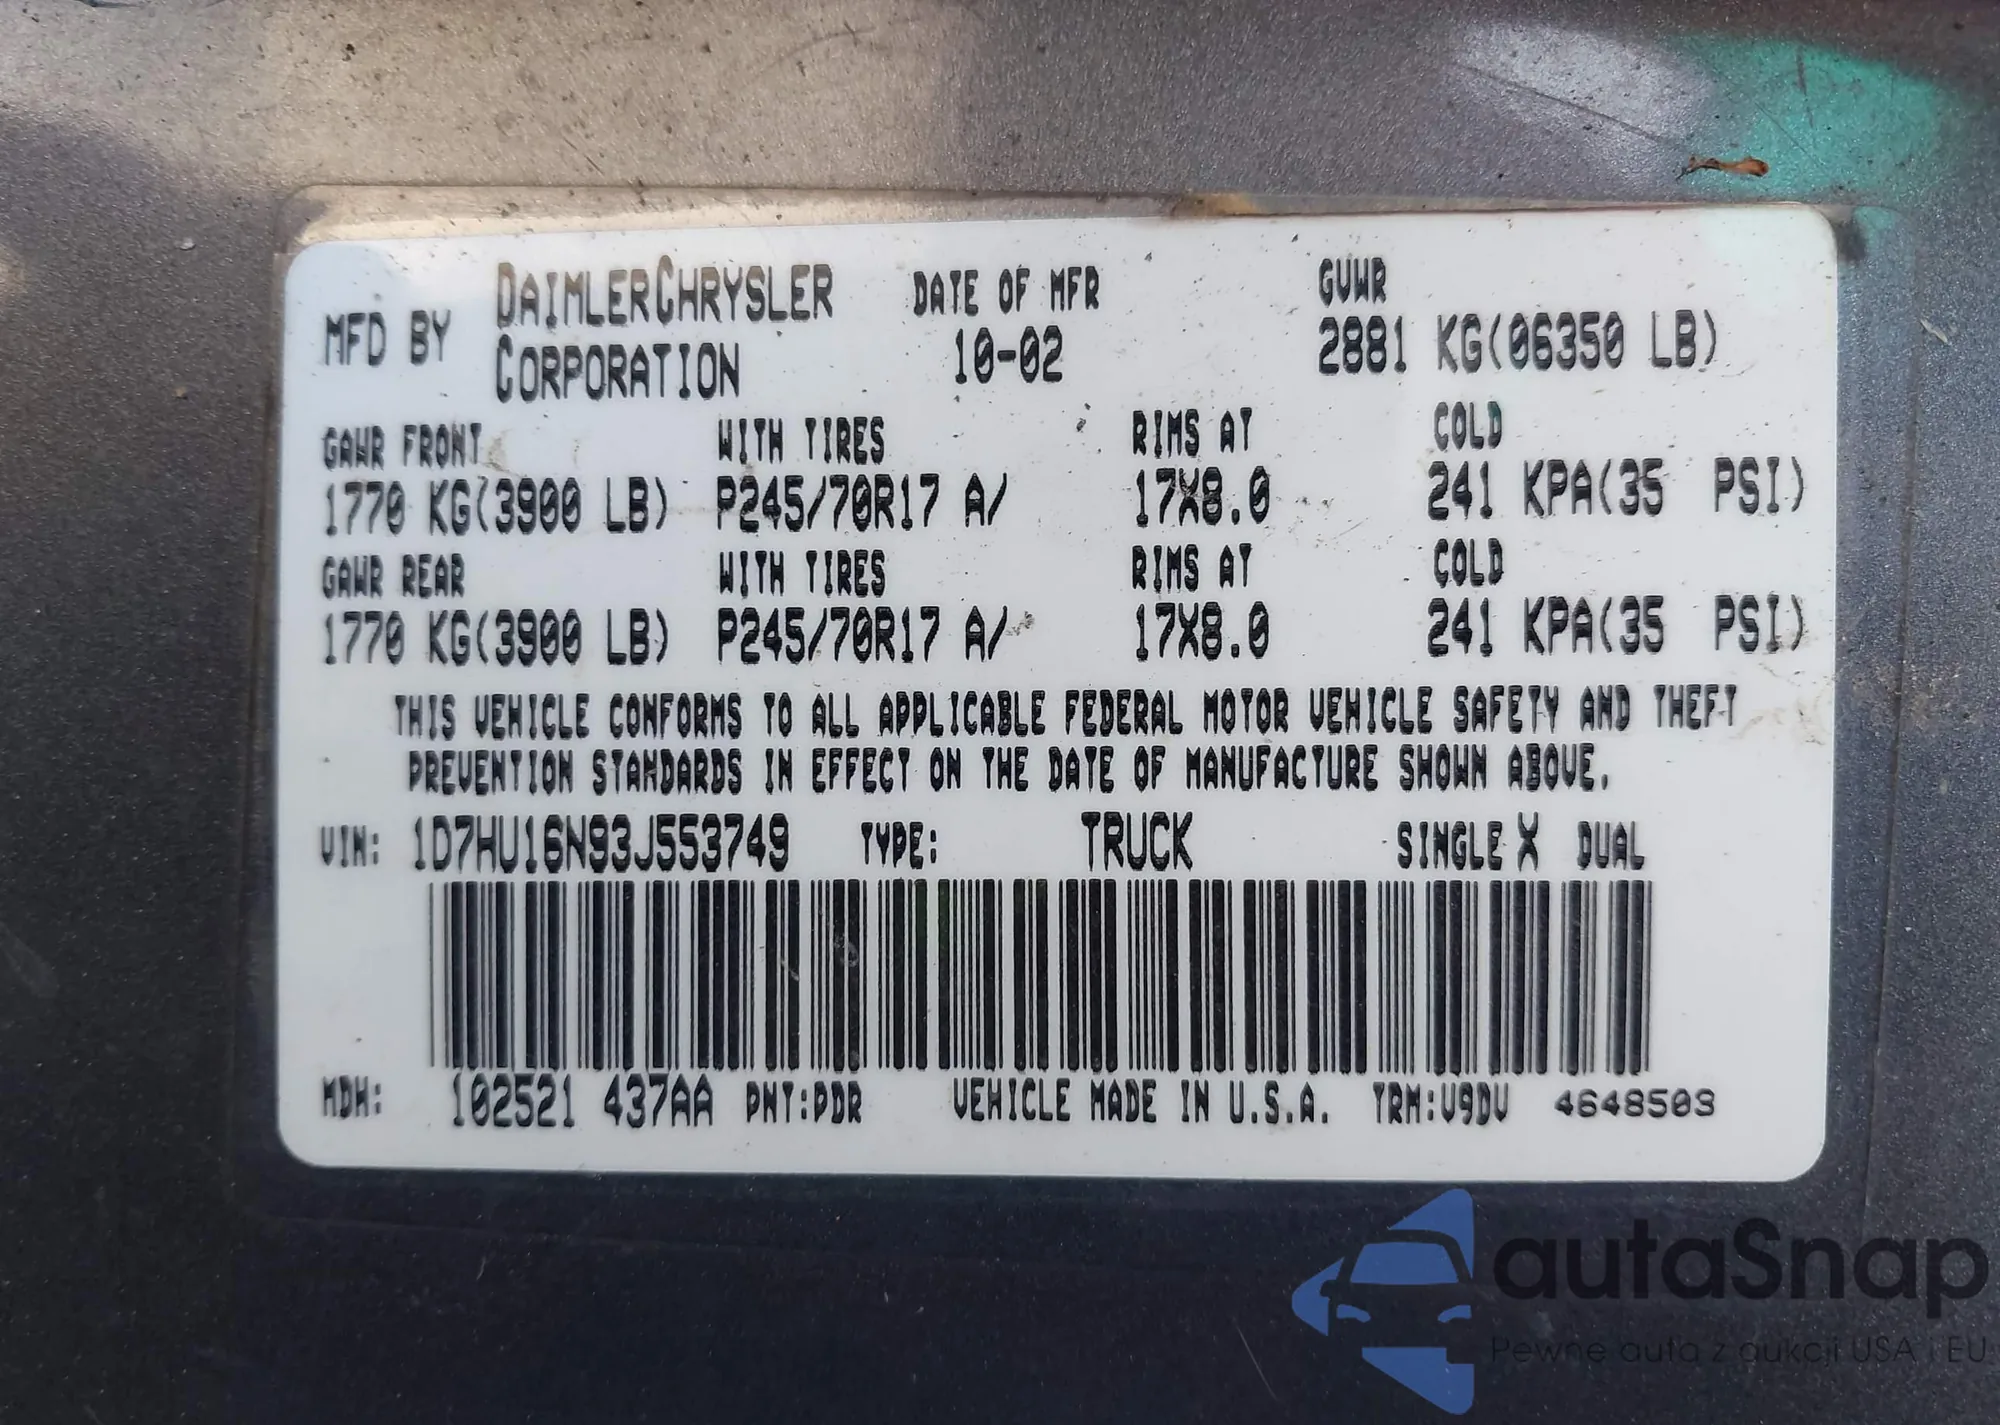 MFD BY DAIMLERCHRYSLER CORPORATION DATE OF MFR 10-02 GVWR 2881 KG(06350 LB)
GAWR FRONT WITH TIRES RIMS AT COLD
1770 KG(3900 LB) P245/70R17 A/ 17X8.0 241 KPA(35 PSI)
GAWR REAR WITH TIRES RIMS AT COLD
1770 KG(3900 LB) P245/70R17 A/ 17X8.0 241 KPA(35 PSI)
THIS VEHICLE CONFORMS TO ALL APPLICABLE FEDERAL MOTOR VEHICLE SAFETY AND THEFT
PREVENTION STANDARDS IN EFFECT ON THE DATE OF MANUFACTURE SHOWN ABOVE.
VIN: 1D7HU16N93J553749 TYPE: TRUCK SINGLE X DUAL
MDH: 102521 437AA PNT:PDR VEHICLE MADE IN U.S.A. TRM:V9DV 4648503
autaSnap
Pewne auta z aukcji USA i EU